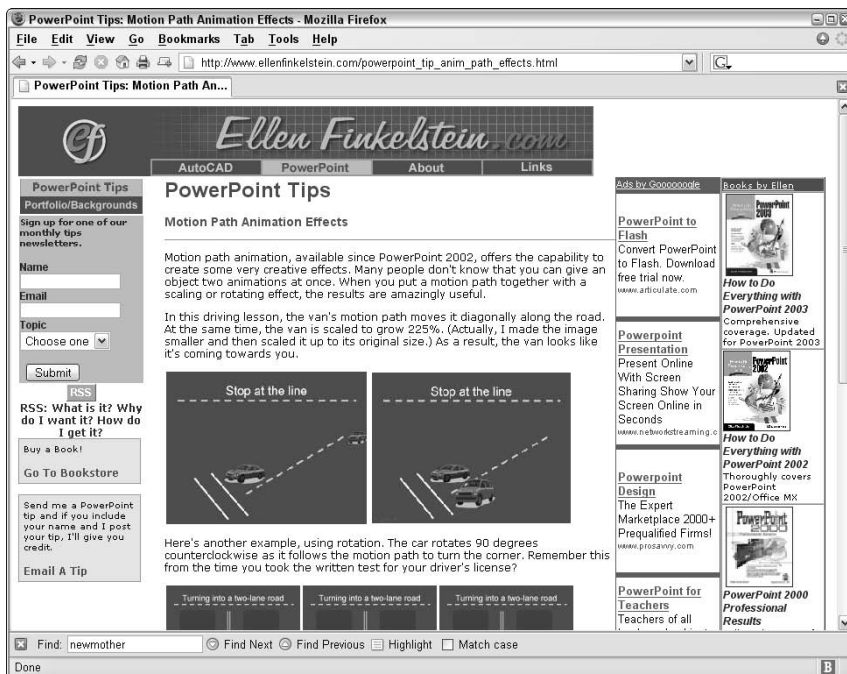 PowerPoint Tips: Motion Path Animation Effects - Mozilla Firefox
File Edit View Go Bookmarks Tab Tools Help
http://www.ellenfinkelstein.com/powerpoint_tip_anim_path_effects.html
G
PowerPoint Tips: Motion Path An...
Ellen Finkelstein.com
AutoCAD PowerPoint About Links
PowerPoint Tips
Portfolio/Backgrounds
Sign up for one of our
monthly tips
newsletters.
Name
Email
Topic
Choose one
Submit
RSS
RSS: What is it? Why
do I want it? How do
I get it?
Buy a Book!
Go To Bookstore
Send me a PowerPoint
tip and if you include
your name and I post
your tip, I'll give you
credit.
Email A Tip
PowerPoint Tips
Motion Path Animation Effects
Motion path animation, available since PowerPoint 2002, offers the capability to
create some very creative effects. Many people don't know that you can give an
object two animations at once. When you put a motion path together with a
scaling or rotating effect, the results are amazingly useful.
In this driving lesson, the van's motion path moves it diagonally along the road.
At the same time, the van is scaled to grow 225%. (Actually, I made the image
smaller and then scaled it up to its original size.) As a result, the van looks like
it's coming towards you.
Stop at the line
Stop at the line
Here's another example, using rotation. The car rotates 90 degrees
counterclockwise as it follows the motion path to turn the corner. Remember this
from the time you took the written test for your driver's license?
Turning into a two-lane road
Turning into a two-lane road
Turning into a two-lane road
Ads by Goooooogle
PowerPoint to
Flash
Convert PowerPoint
to Flash. Download
free trial now.
www.articulate.com
Powerpoint
Presentation
Present Online
With Screen
Sharing Show Your
Screen Online in
Seconds
www.networkstreaming.c
Powerpoint
Design
The Expert
Marketplace 2000+
Prequalified Firms!
www.prosavvy.com
PowerPoint for
Teachers
Teachers of all
Books by Ellen
PowerPoint
2003
How to Do
Everything with
PowerPoint 2003
Comprehensive
coverage. Updated
for PowerPoint 2003
PowerPoint
2002
How to Do
Everything with
PowerPoint 2002
Thoroughly covers
PowerPoint
2002/Office MX
PowerPoint
2000
PowerPoint 2000
Professional
Results
Find: newmother Find Next Find Previous Highlight Match case
Done
B